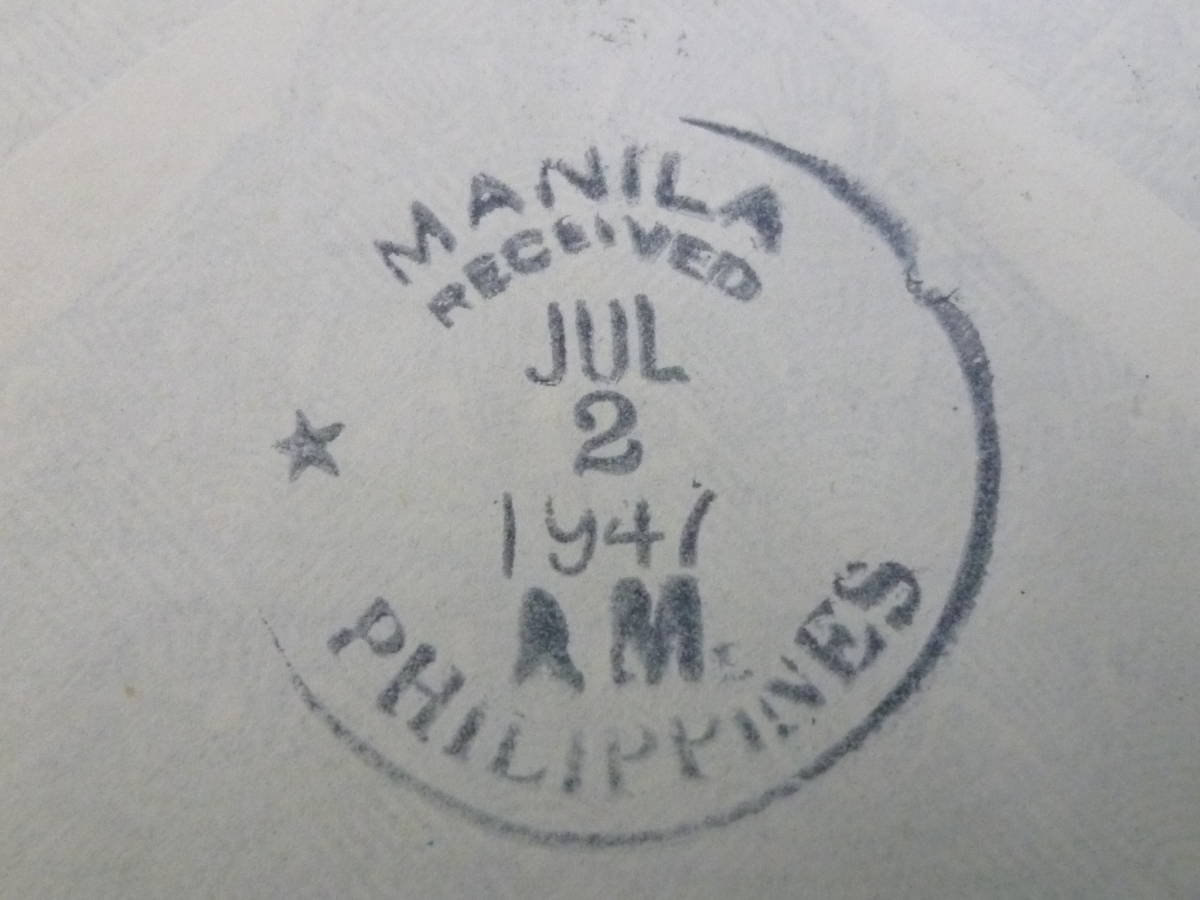 MANILA
RECEIVED
JUL
2
1947
AM
PHILIPPINES